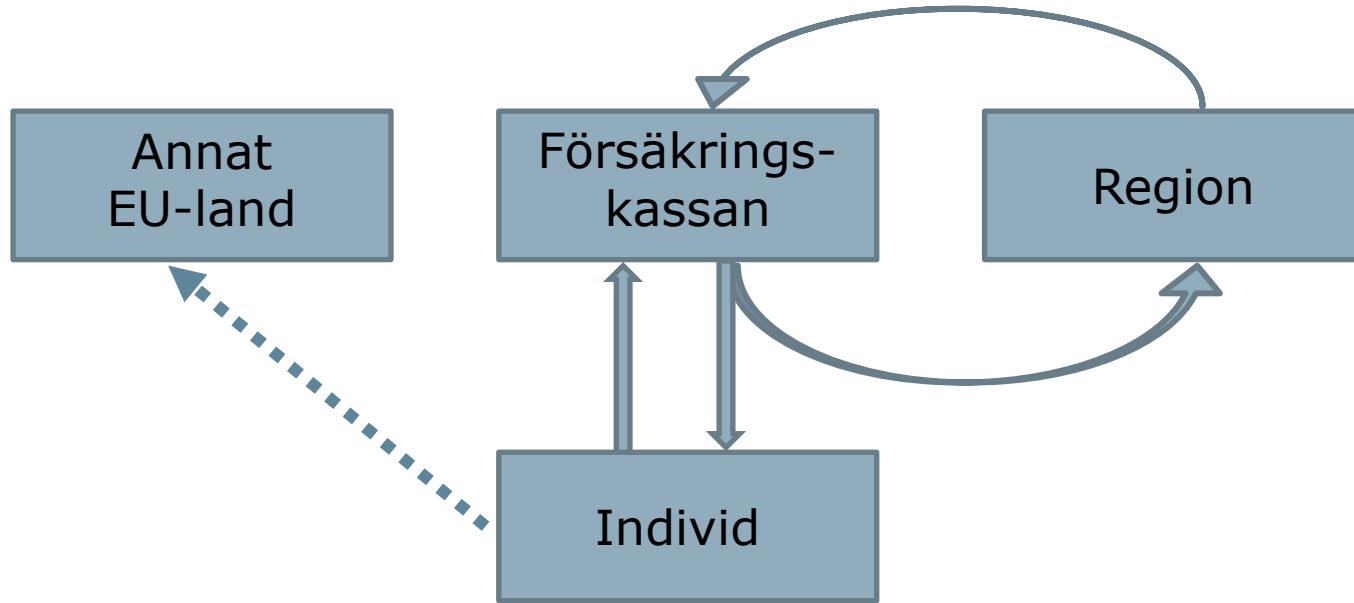 Annat
EU-land
Försäkrings-
kassan
Region
Individ